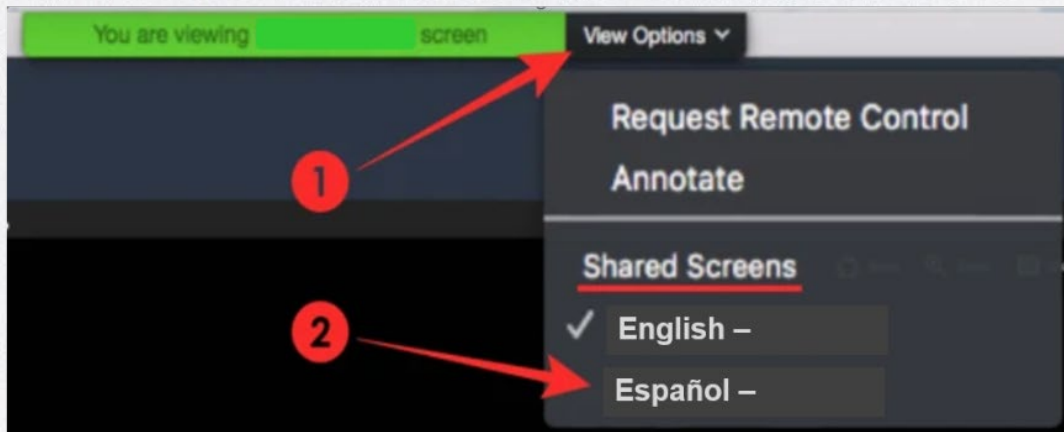 You are viewing screen
View Options
1
Request Remote Control
Annotate
Shared Screens
2
English –
Español –